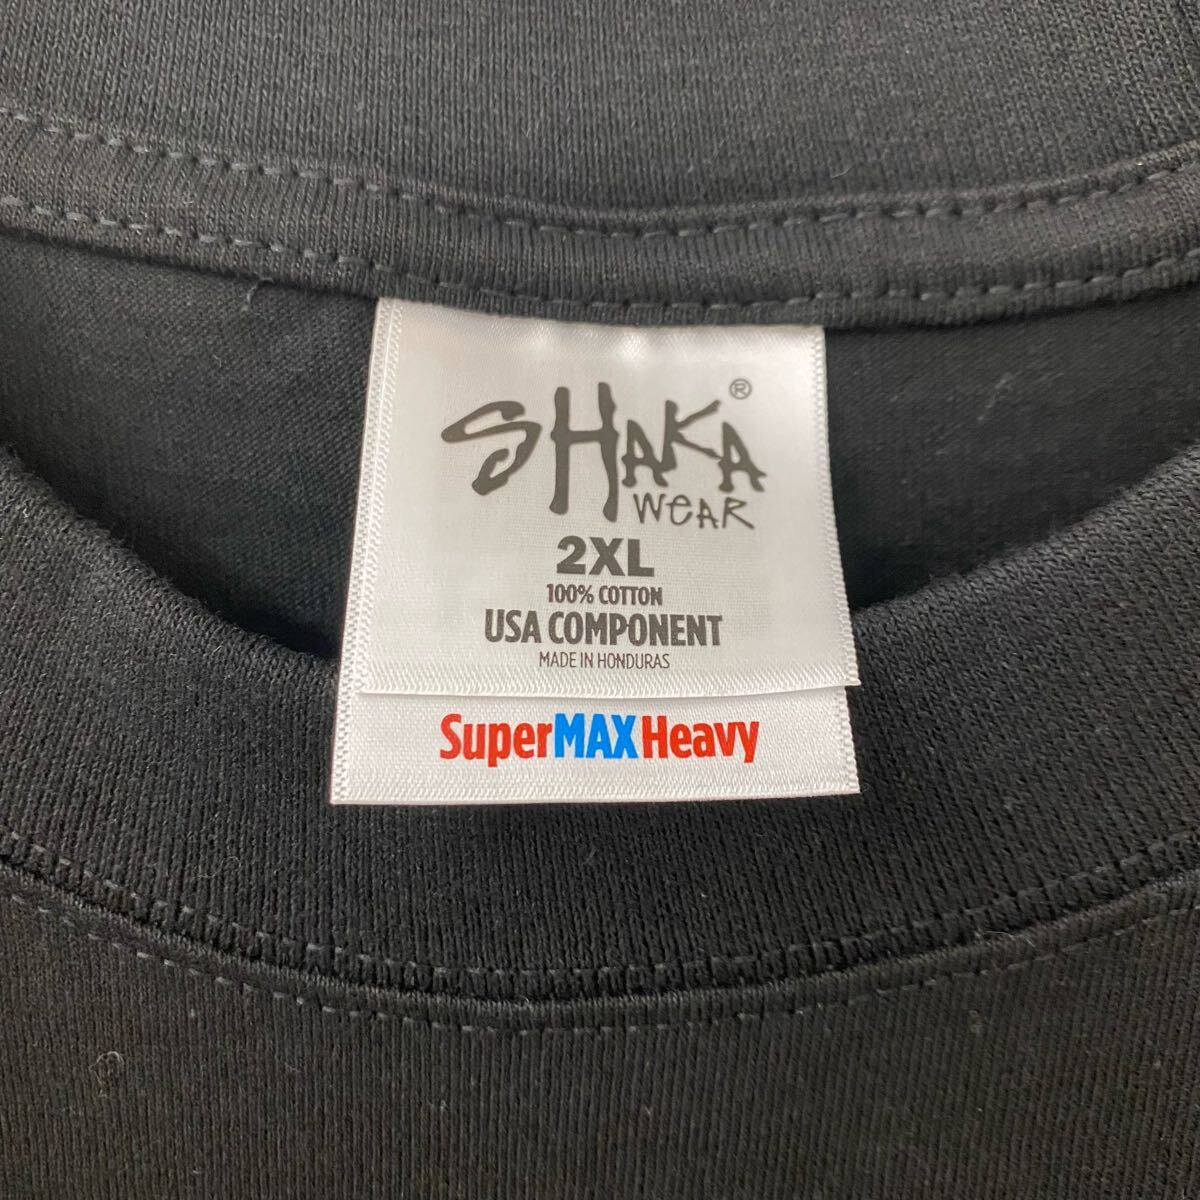 SHAKA ®
WEAR
2XL
100% COTTON
USA COMPONENT
MADE IN HONDURAS
SuperMAXHeavy